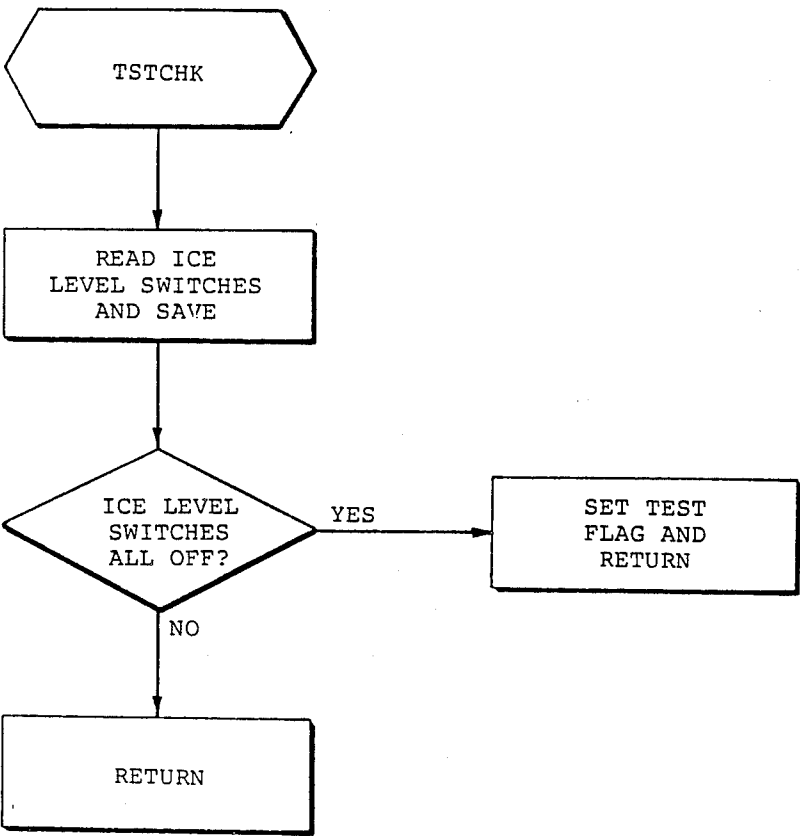 TSTCHK
READ ICE
LEVEL SWITCHES
AND SAVE
ICE LEVEL
SWITCHES
ALL OFF?
YES
SET TEST
FLAG AND
RETURN
NO
RETURN